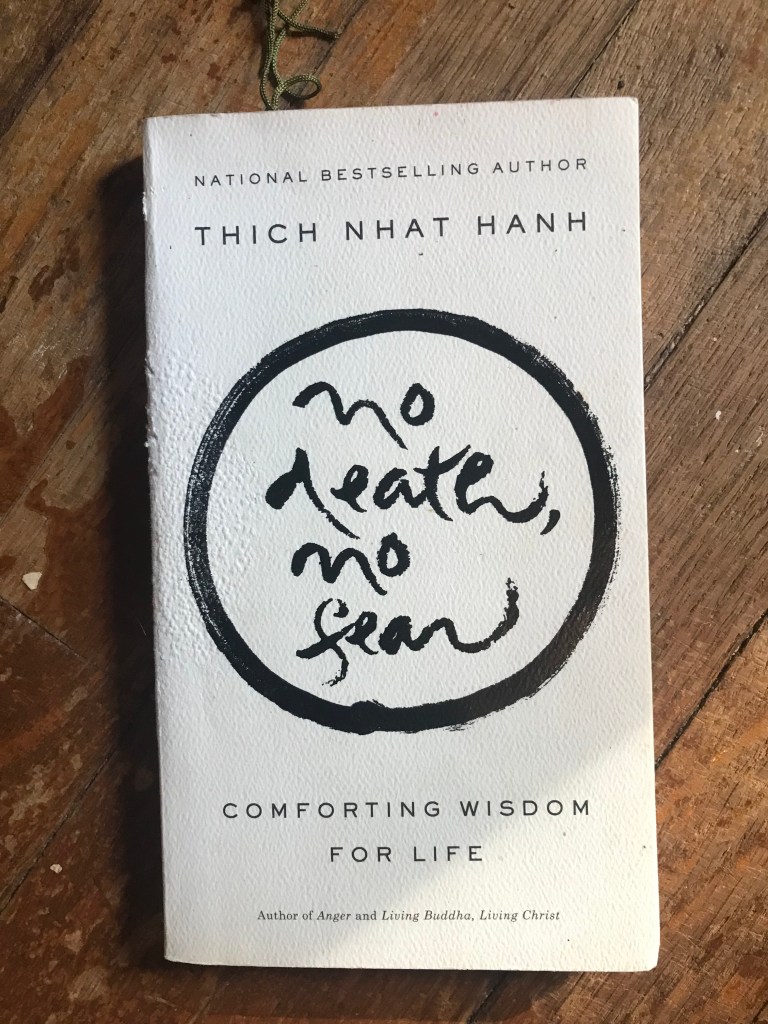 NATIONAL BESTSELLING AUTHOR
THICH NHAT HANH
no
death,
no
fear
COMFORTING WISDOM
FOR LIFE
Author of Anger and Living Buddha, Living Christ